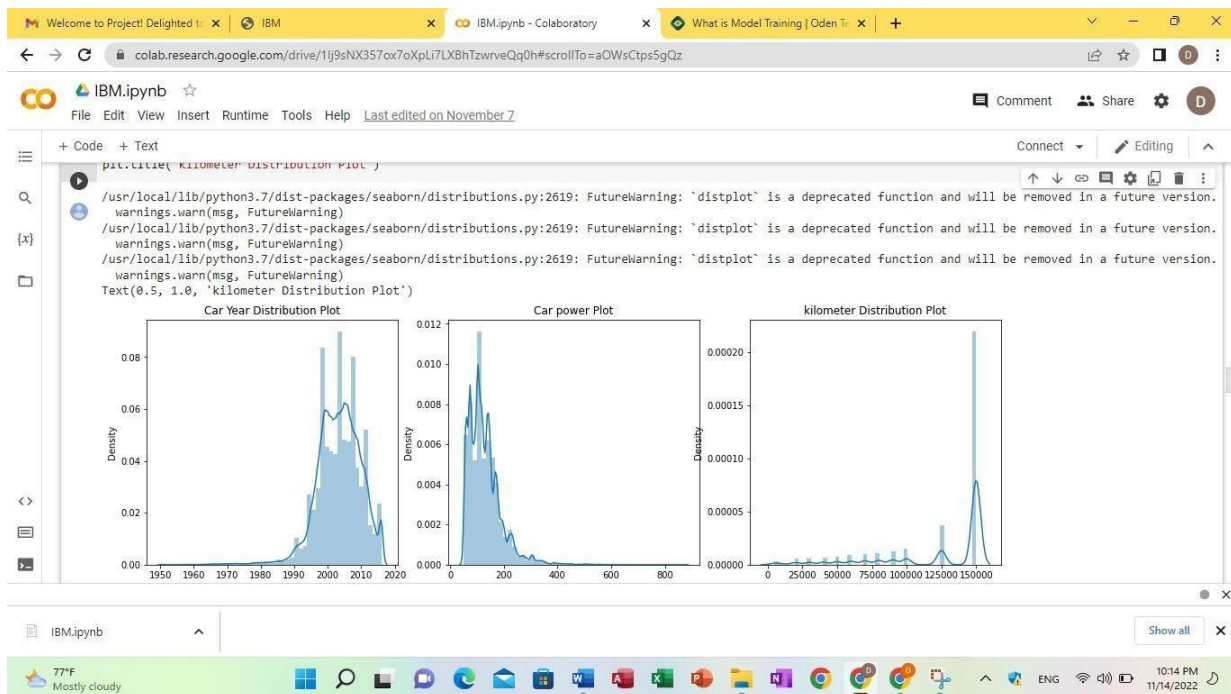 Welcome to Project! Delighted to
IBM
IBM.ipynb - Colaboratory
What is Model Training | Oden Te
colab.research.google.com/drive/1Ij9sNX357ox7oXpLi7LXBhTzwrveQq0h#scrollTo=aOWsCtps5gQz
D
CO
IBM.ipynb
Comment
Share
D
File Edit View Insert Runtime Tools Help Last edited on November 7
+ Code + Text
Connect
Editing
plt.title( 'kilometer Distribution Plot')
/usr/local/lib/python3.7/dist-packages/seaborn/distributions.py:2619: FutureWarning: `distplot` is a deprecated function and will be removed in a future version.
warnings.warn(msg, FutureWarning)
/usr/local/lib/python3.7/dist-packages/seaborn/distributions.py:2619: FutureWarning: `distplot` is a deprecated function and will be removed in a future version.
warnings.warn(msg, FutureWarning)
/usr/local/lib/python3.7/dist-packages/seaborn/distributions.py:2619: FutureWarning: `distplot` is a deprecated function and will be removed in a future version.
warnings.warn(msg, FutureWarning)
Text(0.5, 1.0, 'kilometer Distribution Plot')
{x}
Car Year Distribution Plot
0.08
0.06
0.04
0.02
0.00
Density
1950 1960 1970 1980 1990 2000 2010 2020
Car power Plot
0.012
0.010
0.008
0.006
0.004
0.002
0.000
Density
0 200 400 600 800
kilometer Distribution Plot
0.00020
0.00015
0.00010
0.00005
0.00000
Density
0 25000 50000 75000 100000 125000 150000
IBM.ipynb
Show all
77°F
Mostly cloudy
ENG
10:14 PM
11/14/2022